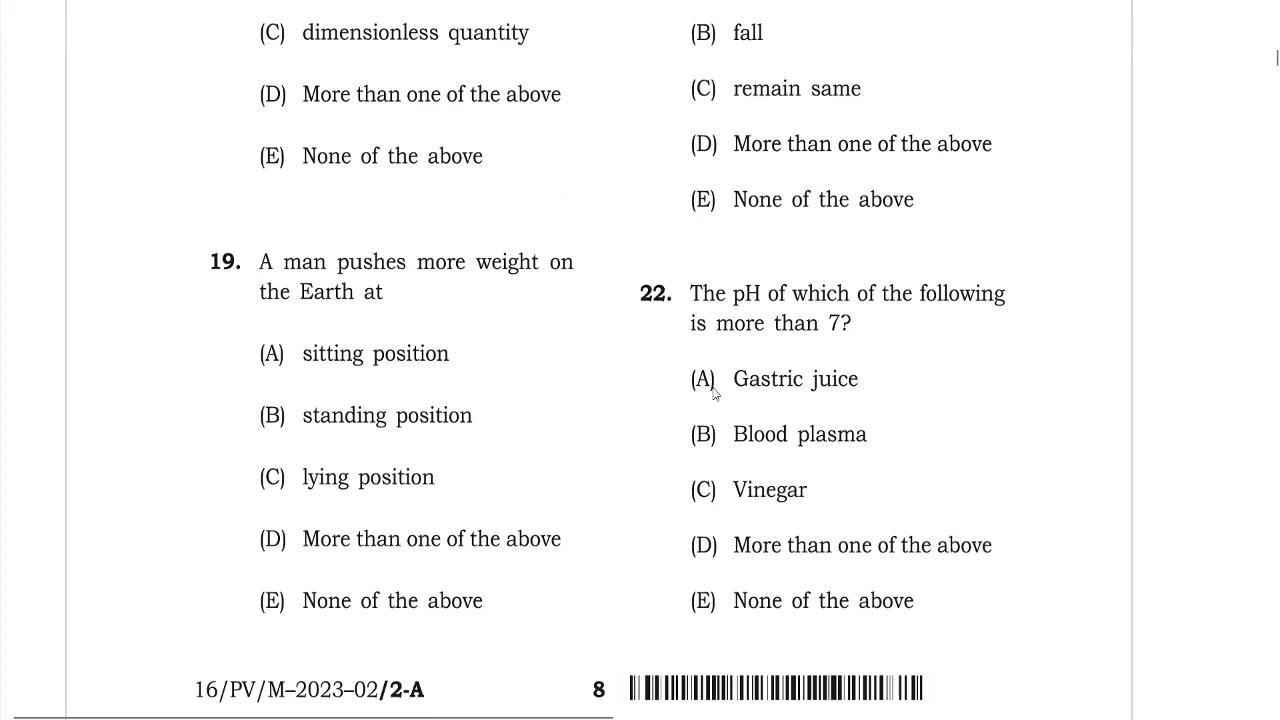 (C) dimensionless quantity
(D) More than one of the above
(E) None of the above
19. A man pushes more weight on
the Earth at
(A) sitting position
(B) standing position
(C) lying position
(D) More than one of the above
(E) None of the above
(B) fall
(C) remain same
(D) More than one of the above
(E) None of the above
22. The pH of which of the following
is more than 7?
(A) Gastric juice
(B) Blood plasma
(C) Vinegar
(D) More than one of the above
(E) None of the above
16/PV/M–2023–02/2-A
8